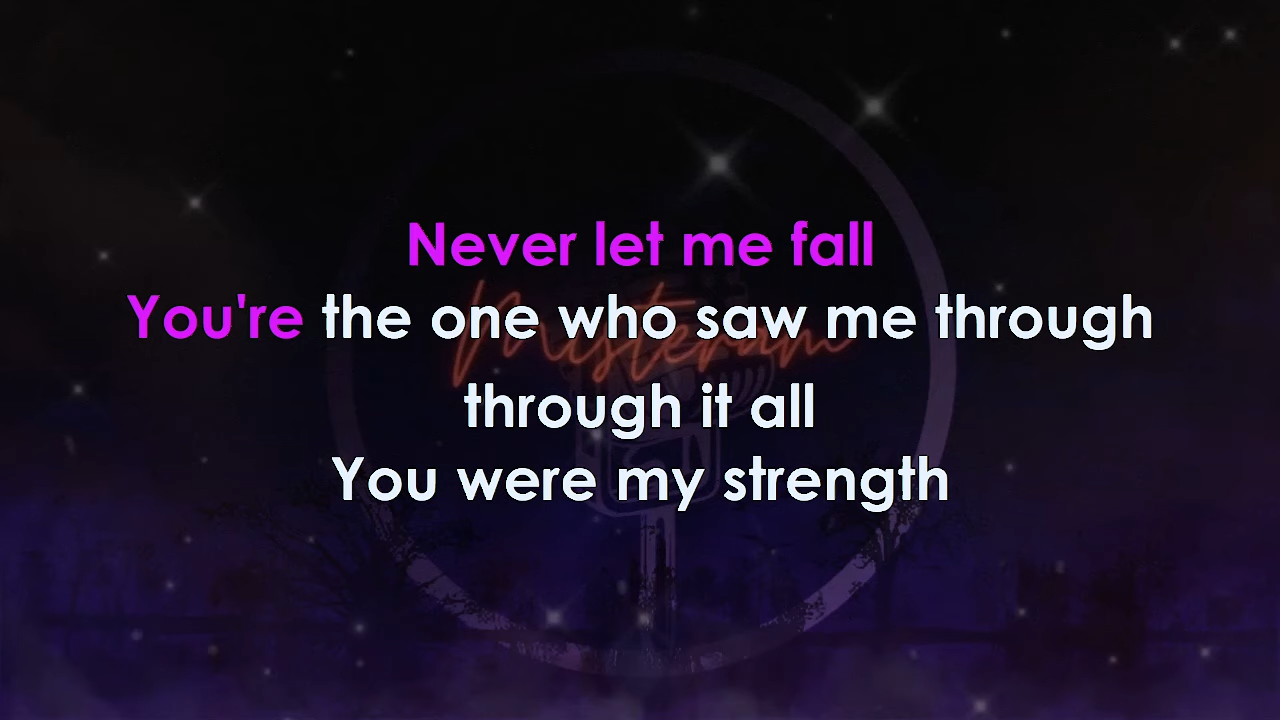 Never let me fall
You're the one who saw me through
through it all
You were my strength